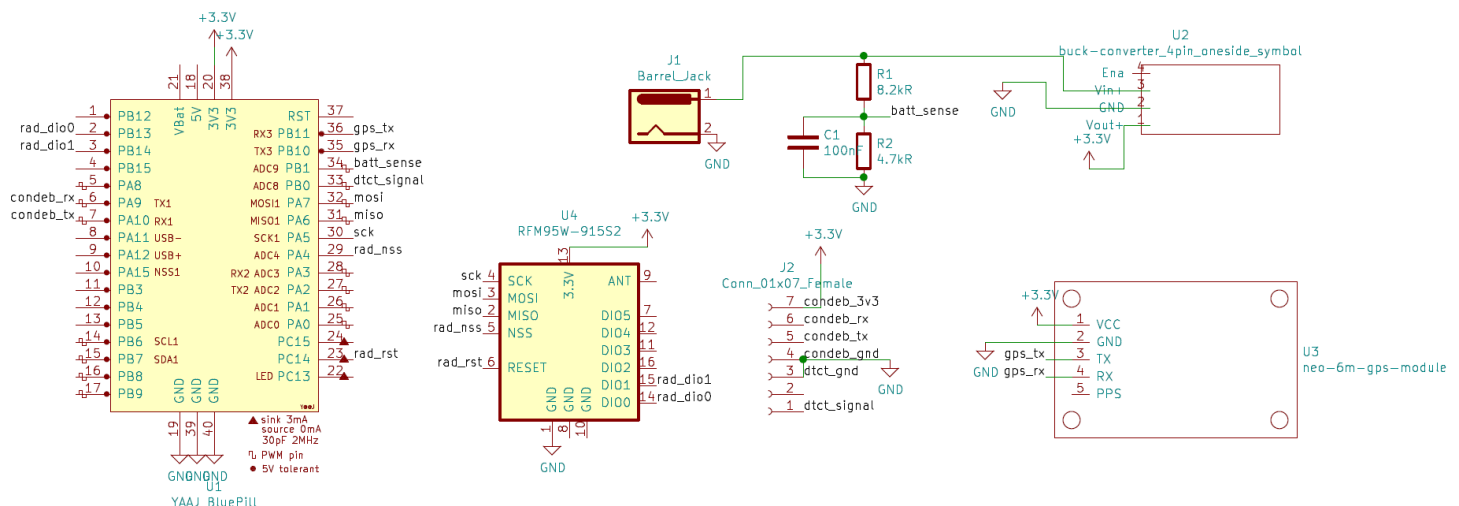 +3.3V
+3.3V
21 18 20 38
VBat 5V 3V3 3V3
1 PB12 RST 37
rad_dio0 2 PB13 RX3 PB11 36 gps_tx
rad_dio1 3 PB14 TX3 PB10 35 gps_rx
4 PB15 ADC9 PB1 34 batt_sense
5 PA8 ADC8 PB0 33 dtct_signal
condeb_rx 6 PA9 TX1 MOSI1 PA7 32 mosi
condeb_tx 7 PA10 RX1 MISO1 PA6 31 miso
8 PA11 USB- SCK1 PA5 30 sck
9 PA12 USB+ ADC4 PA4 29 rad_nss
10 PA15 NSS1 RX2 ADC3 PA3 28
11 PB3 TX2 ADC2 PA2 27
12 PB4 ADC1 PA1 26
13 PB5 ADC0 PA0 25
14 PB6 SCL1 PC15 24
15 PB7 SDA1 PC14 23 rad_rst
16 PB8 LED PC13 22
17 PB9
GND GND GND
YAAJ
19 39 40
sink 3mA
source 0mA
30pF 2MHz
PWM pin
5V tolerant
GND GND GND
U1
YAAJ_BluePill
J1
Barrel_Jack
1
2
GND
R1
8.2kR
batt_sense
C1
100nF
R2
4.7kR
GND
U2
buck-converter_4pin_oneside_symbol
4 Ena
3 Vin+
2 GND
1 Vout+
GND
+3.3V
U4
RFM95W-915S2
+3.3V
13
3.3V
sck 4 SCK ANT 9
mosi 3 MOSI
miso 2 MISO DIO5 7
rad_nss 5 NSS DIO4 12
DIO3 11
rad_rst 6 RESET DIO2 16
DIO1 15 rad_dio1
DIO0 14 rad_dio0
GND GND GND
1 8 10
GND
+3.3V
J2
Conn_01x07_Female
7 condeb_3v3
6 condeb_rx
5 condeb_tx
4 condeb_gnd
3 dtct_gnd
2
1 dtct_signal
GND
+3.3V
1 VCC
2 GND
gps_tx 3 TX
gps_rx 4 RX
5 PPS
GND
U3
neo-6m-gps-module